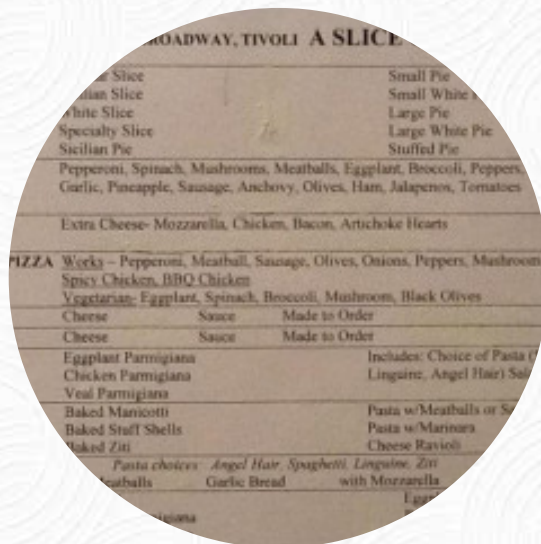 BROADWAY, TIVOLI A SLICE
Slice Small Pie
Slice Small White
White Slice Large Pie
Specialty Slice Large White Pie
Sicilian Pie Stuffed Pie
Pepperoni, Spinach, Mushrooms, Meatballs, Eggplant, Broccoli, Peppers,
Garlic, Pineapple, Sausage, Anchovy, Olives, Ham, Jalapenos, Tomatoes
Extra Cheese- Mozzarella, Chicken, Bacon, Artichoke Hearts
PIZZA Works – Pepperoni, Meatball, Sausage, Olives, Onions, Peppers, Mushroom
Spicy Chicken, BBQ Chicken
Vegetarian- Eggplant, Spinach, Broccoli, Mushroom, Black Olives
Cheese Sauce Made to Order
Cheese Sauce Made to Order
Eggplant Parmigiana Includes: Choice of Pasta
Chicken Parmigiana Linguine, Angel Hair)
Veal Parmigiana
Baked Manicotti Pasta w/Meatballs or
Baked Stuff Shells Pasta w/Marinara
Baked Ziti Cheese Ravioli
Pasta choices Angel Hair, Spaghetti, Linguine, Ziti
Meatballs Garlic Bread with Mozzarella